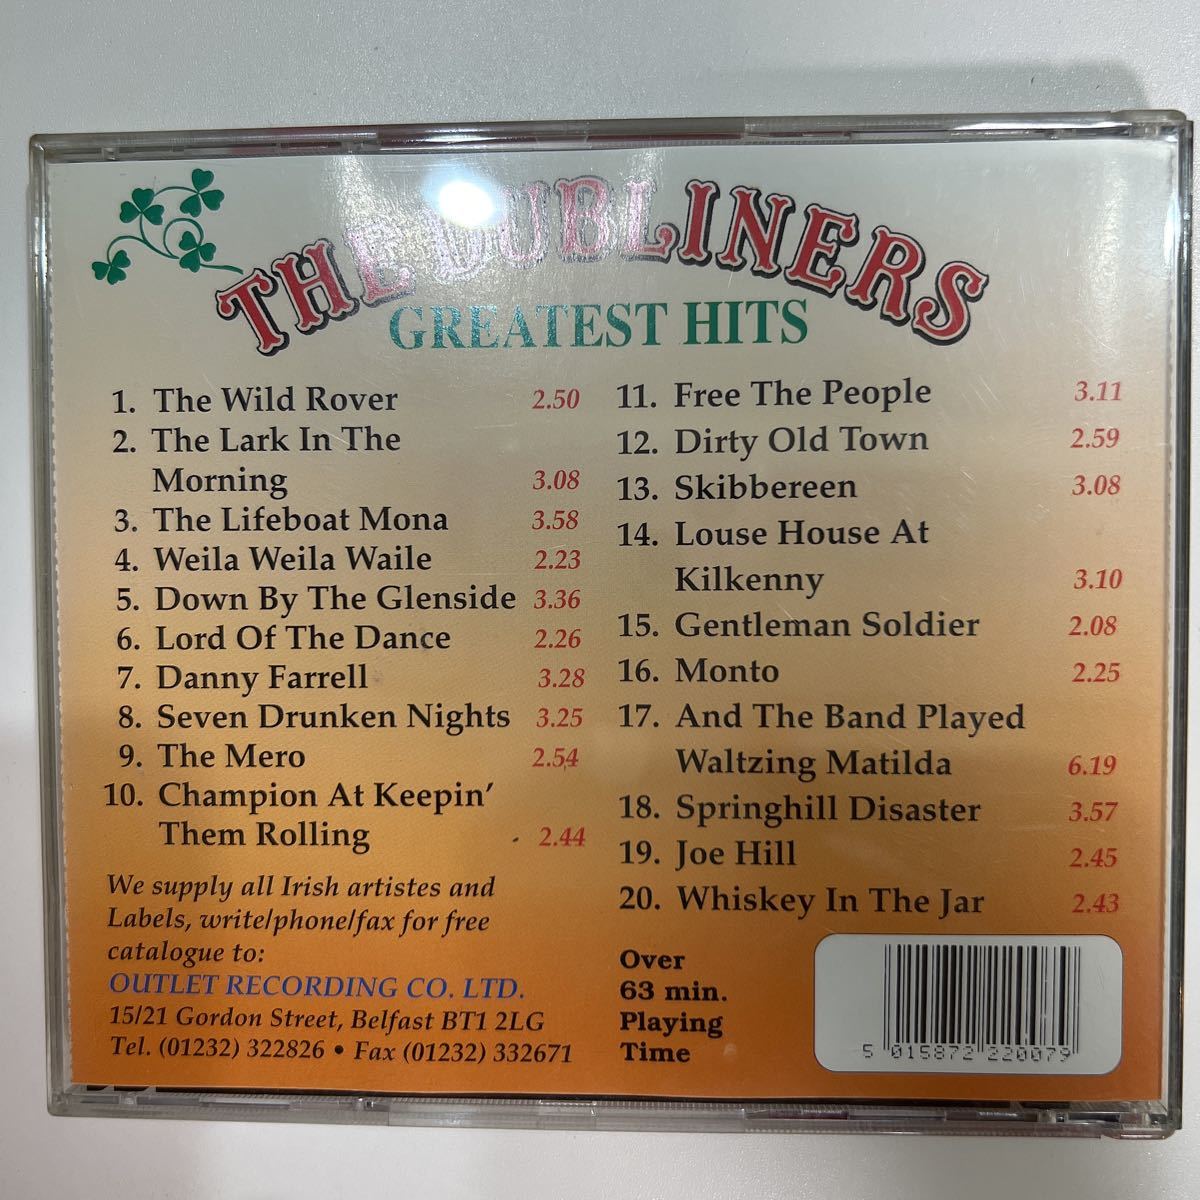 THE DUBLINERS
GREATEST HITS
1. The Wild Rover 2.50
2. The Lark In The
Morning 3.08
3. The Lifeboat Mona 3.58
4. Weila Weila Waile 2.23
5. Down By The Glenside 3.36
6. Lord Of The Dance 2.26
7. Danny Farrell 3.28
8. Seven Drunken Nights 3.25
9. The Mero 2.54
10. Champion At Keepin'
Them Rolling 2.44
We supply all Irish artistes and
Labels, write/phone/fax for free
catalogue to:
OUTLET RECORDING CO. LTD.
15/21 Gordon Street, Belfast BT1 2LG
Tel. (01232) 322826 • Fax (01232) 332671
11. Free The People 3.11
12. Dirty Old Town 2.59
13. Skibbereen 3.08
14. Louse House At
Kilkenny 3.10
15. Gentleman Soldier 2.08
16. Monto 2.25
17. And The Band Played
Waltzing Matilda 6.19
18. Springhill Disaster 3.57
19. Joe Hill 2.45
20. Whiskey In The Jar 2.43
Over
63 min.
Playing
Time
5 015872 220079